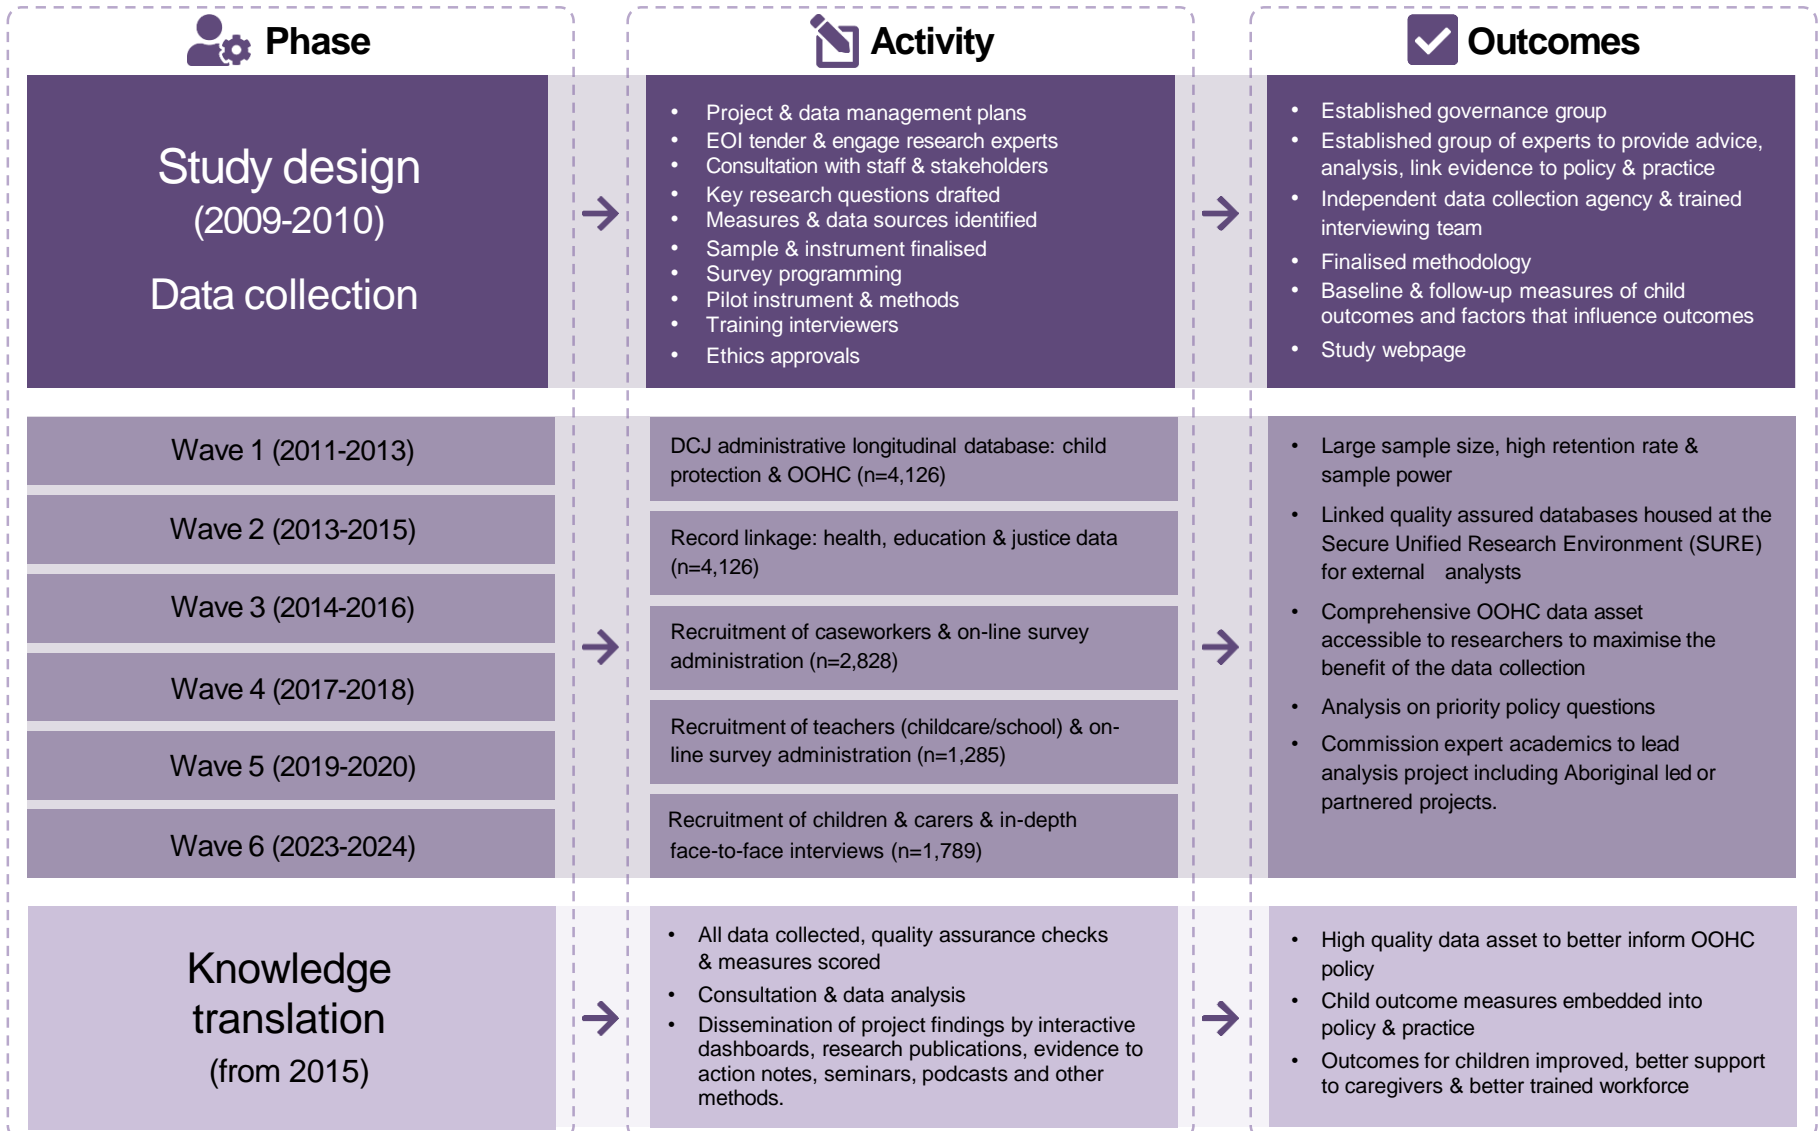 Phase
Activity
Outcomes
Study design
(2009-2010)
Data collection
• Project & data management plans
• EOI tender & engage research experts
• Consultation with staff & stakeholders
• Key research questions drafted
• Measures & data sources identified
• Sample & instrument finalised
• Survey programming
• Pilot instrument & methods
• Training interviewers
• Ethics approvals
• Established governance group
• Established group of experts to provide advice,
analysis, link evidence to policy & practice
• Independent data collection agency & trained
interviewing team
• Finalised methodology
• Baseline & follow-up measures of child
outcomes and factors that influence outcomes
• Study webpage
Wave 1 (2011-2013)
Wave 2 (2013-2015)
Wave 3 (2014-2016)
Wave 4 (2017-2018)
Wave 5 (2019-2020)
Wave 6 (2023-2024)
DCJ administrative longitudinal database: child
protection & OOHC (n=4,126)
Record linkage: health, education & justice data
(n=4,126)
Recruitment of caseworkers & on-line survey
administration (n=2,828)
Recruitment of teachers (childcare/school) & on-
line survey administration (n=1,285)
Recruitment of children & carers & in-depth
face-to-face interviews (n=1,789)
• Large sample size, high retention rate &
sample power
• Linked quality assured databases housed at the
Secure Unified Research Environment (SURE)
for external analysts
• Comprehensive OOHC data asset
accessible to researchers to maximise the
benefit of the data collection
• Analysis on priority policy questions
• Commission expert academics to lead
analysis project including Aboriginal led or
partnered projects.
Knowledge
translation
(from 2015)
• All data collected, quality assurance checks
& measures scored
• Consultation & data analysis
• Dissemination of project findings by interactive
dashboards, research publications, evidence to
action notes, seminars, podcasts and other
methods.
• High quality data asset to better inform OOHC
policy
• Child outcome measures embedded into
policy & practice
• Outcomes for children improved, better support
to caregivers & better trained workforce